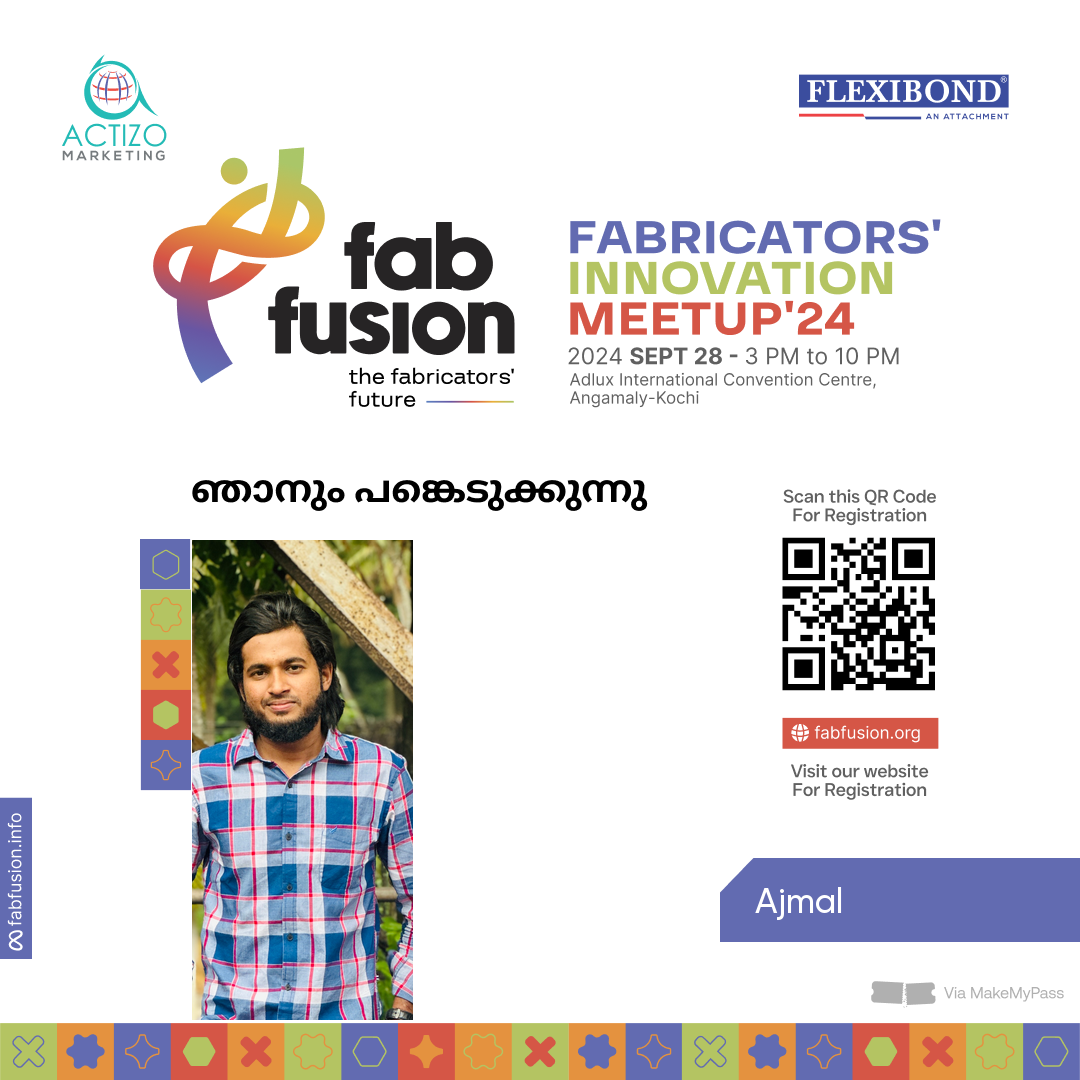 ACTIZO
MARKETING
FLEXIBOND®
AN ATTACHMENT
fab
fusion
the fabricators'
future
FABRICATORS'
INNOVATION
MEETUP'24
2024 SEPT 28 - 3 PM to 10 PM
Adlux International Convention Centre,
Angamaly-Kochi
ഞാനും പങ്കെടുക്കുന്നു
Scan this QR Code
For Registration
fabfusion.org
Visit our website
For Registration
fabfusion.info
Ajmal
Via MakeMyPass